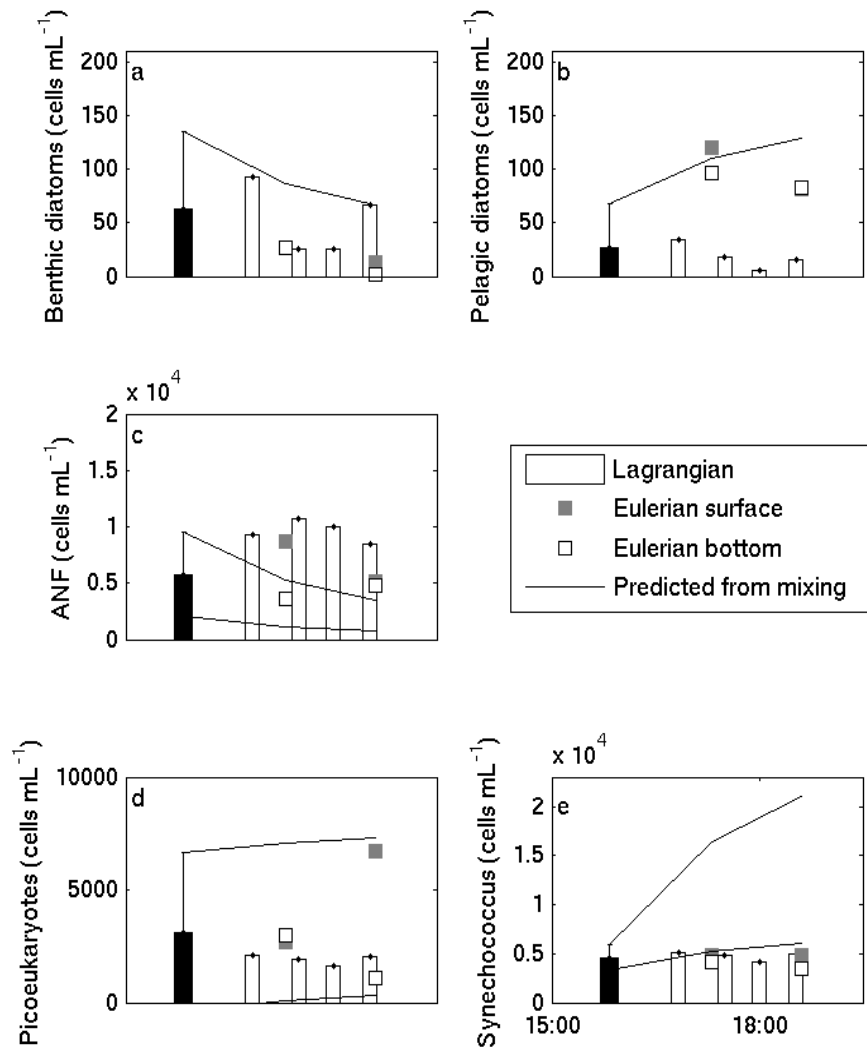 Benthic diatoms (cells mL⁻¹)
200
150
100
50
0
a
Pelagic diatoms (cells mL⁻¹)
200
150
100
50
0
b
x 10⁴
ANF (cells mL⁻¹)
2
1.5
1
0.5
0
c
Lagrangian
Eulerian surface
Eulerian bottom
Predicted from mixing
Picoeukaryotes (cells mL⁻¹)
10000
5000
0
d
x 10⁴
Synechococcus (cells mL⁻¹)
2
1.5
1
0.5
0
e
15:00
18:00